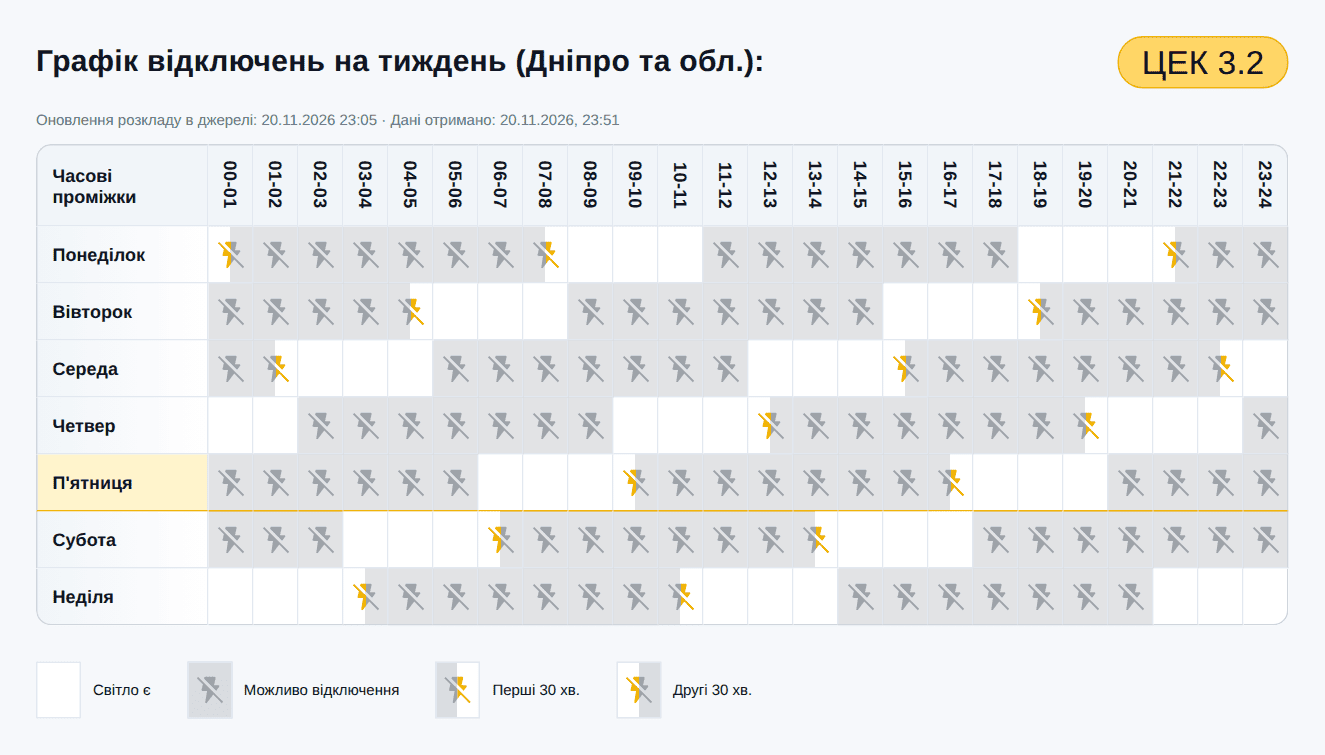 Графік відключень на тиждень (Дніпро та обл.):
ЦЕК 3.2
Оновлення розкладу в джерелі: 20.11.2026 23:05 · Дані отримано: 20.11.2026, 23:51
Часові
проміжки
00-01
01-02
02-03
03-04
04-05
05-06
06-07
07-08
08-09
09-10
10-11
11-12
12-13
13-14
14-15
15-16
16-17
17-18
18-19
19-20
20-21
21-22
22-23
23-24
Понеділок
Вівторок
Середа
Четвер
П'ятниця
Субота
Неділя
Світло є
Можливо відключення
Перші 30 хв.
Другі 30 хв.